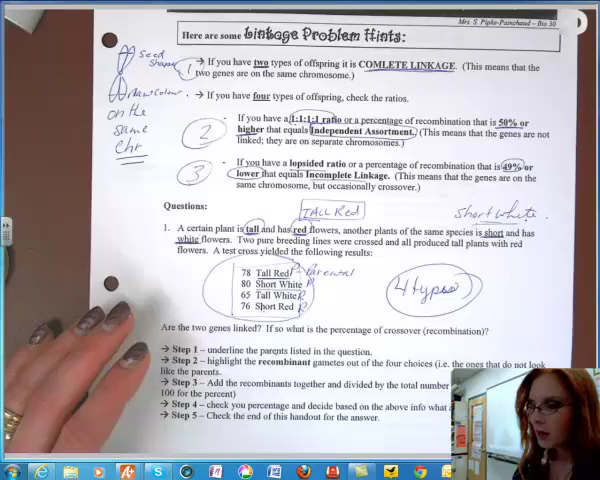 Mrs. S. Pipke-Painchaud – Bio 30
Here are some Linkage Problem Hints:
seed
shape
on the
same
Chr
1
→ If you have two types of offspring it is COMLETE LINKAGE. (This means that the
two genes are on the same chromosome.)
→ If you have four types of offspring, check the ratios.
2
- If you have a 1:1:1:1 ratio or a percentage of recombination that is 50% or
higher that equals Independent Assortment. (This means that the genes are not
linked; they are on separate chromosomes.)
3
- If you have a lopsided ratio or a percentage of recombination that is 49% or
lower that equals Incomplete Linkage. (This means that the genes are on the
same chromosome, but occasionally crossover.)
Questions:
TALL Red
short white.
1. A certain plant is tall and has red flowers, another plants of the same species is short and has
white flowers. Two pure breeding lines were crossed and all produced tall plants with red
flowers. A test cross yielded the following results:
78 Tall Red P - Parental
80 Short White P
65 Tall White R
76 Short Red R
4 types
Are the two genes linked? If so what is the percentage of crossover (recombination)?
→ Step 1 – underline the parents listed in the question.
→ Step 2 – highlight the recombinant gametes out of the four choices (i.e. the ones that do not look
like the parents.
→ Step 3 – Add the recombinants together and divided by the total number
100 for the percent)
→ Step 4 – check you percentage and decide based on the above info what
→ Step 5 – Check the end of this handout for the answer.